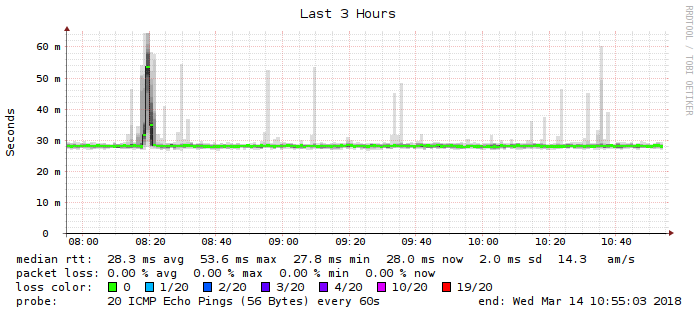 Last 3 Hours
RRDTOOL / TOBI OETIKER
Seconds
60 m
50 m
40 m
30 m
20 m
10 m
0
08:00 08:20 08:40 09:00 09:20 09:40 10:00 10:20 10:40
median rtt: 28.3 ms avg 53.6 ms max 27.8 ms min 28.0 ms now 2.0 ms sd 14.3 am/s
packet loss: 0.00 % avg 0.00 % max 0.00 % min 0.00 % now
loss color: 0 1/20 2/20 3/20 4/20 10/20 19/20
probe: 20 ICMP Echo Pings (56 Bytes) every 60s end: Wed Mar 14 10:55:03 2018